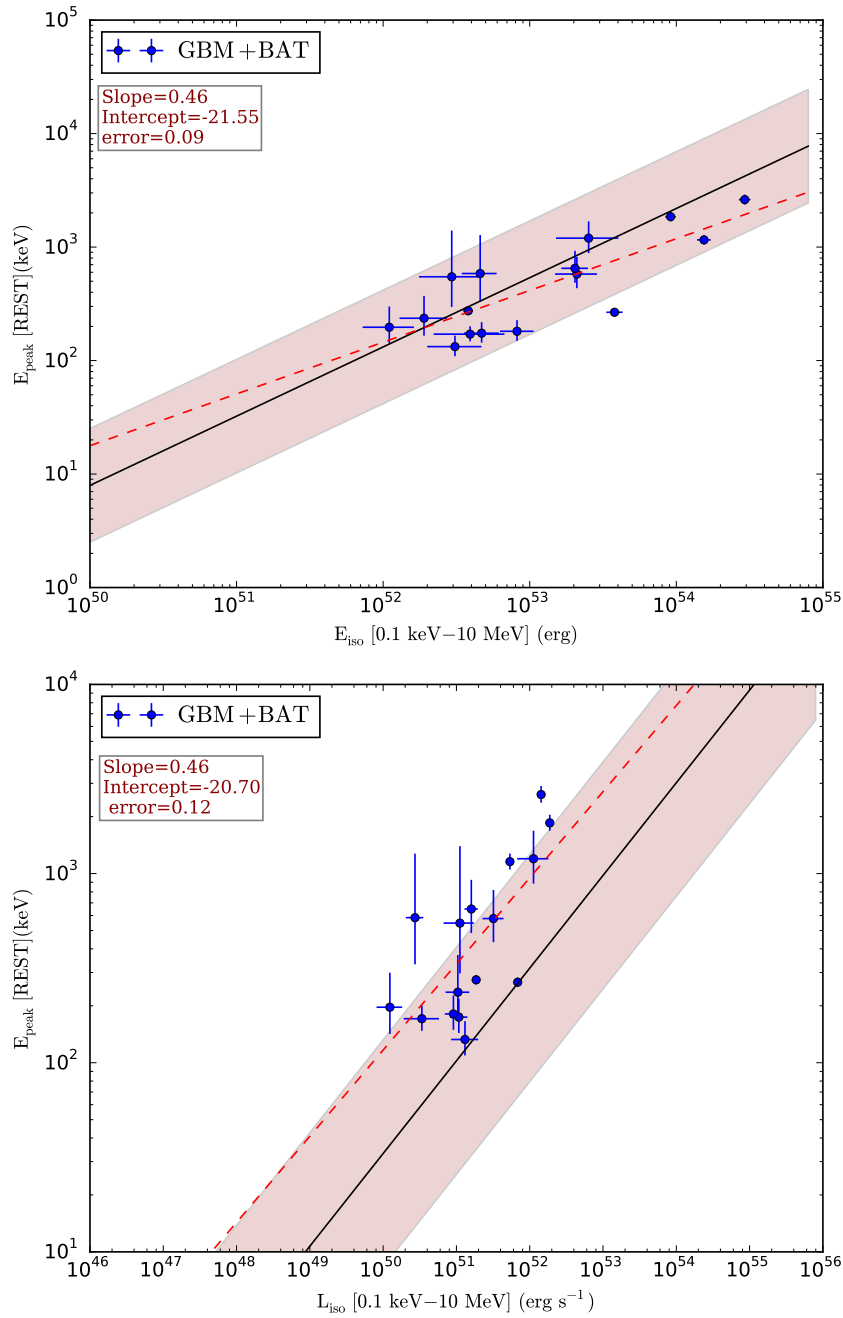 10^5
GBM+BAT
Slope=0.46
Intercept=-21.55
error=0.09
10^4
10^3
10^2
10^1
10^0
E_peak [REST](keV)
10^50 10^51 10^52 10^53 10^54 10^55
E_iso [0.1 keV−10 MeV] (erg)
10^4
GBM+BAT
Slope=0.46
Intercept=-20.70
error=0.12
10^3
10^2
10^1
E_peak [REST](keV)
10^46 10^47 10^48 10^49 10^50 10^51 10^52 10^53 10^54 10^55 10^56
L_iso [0.1 keV−10 MeV] (erg s^−1)